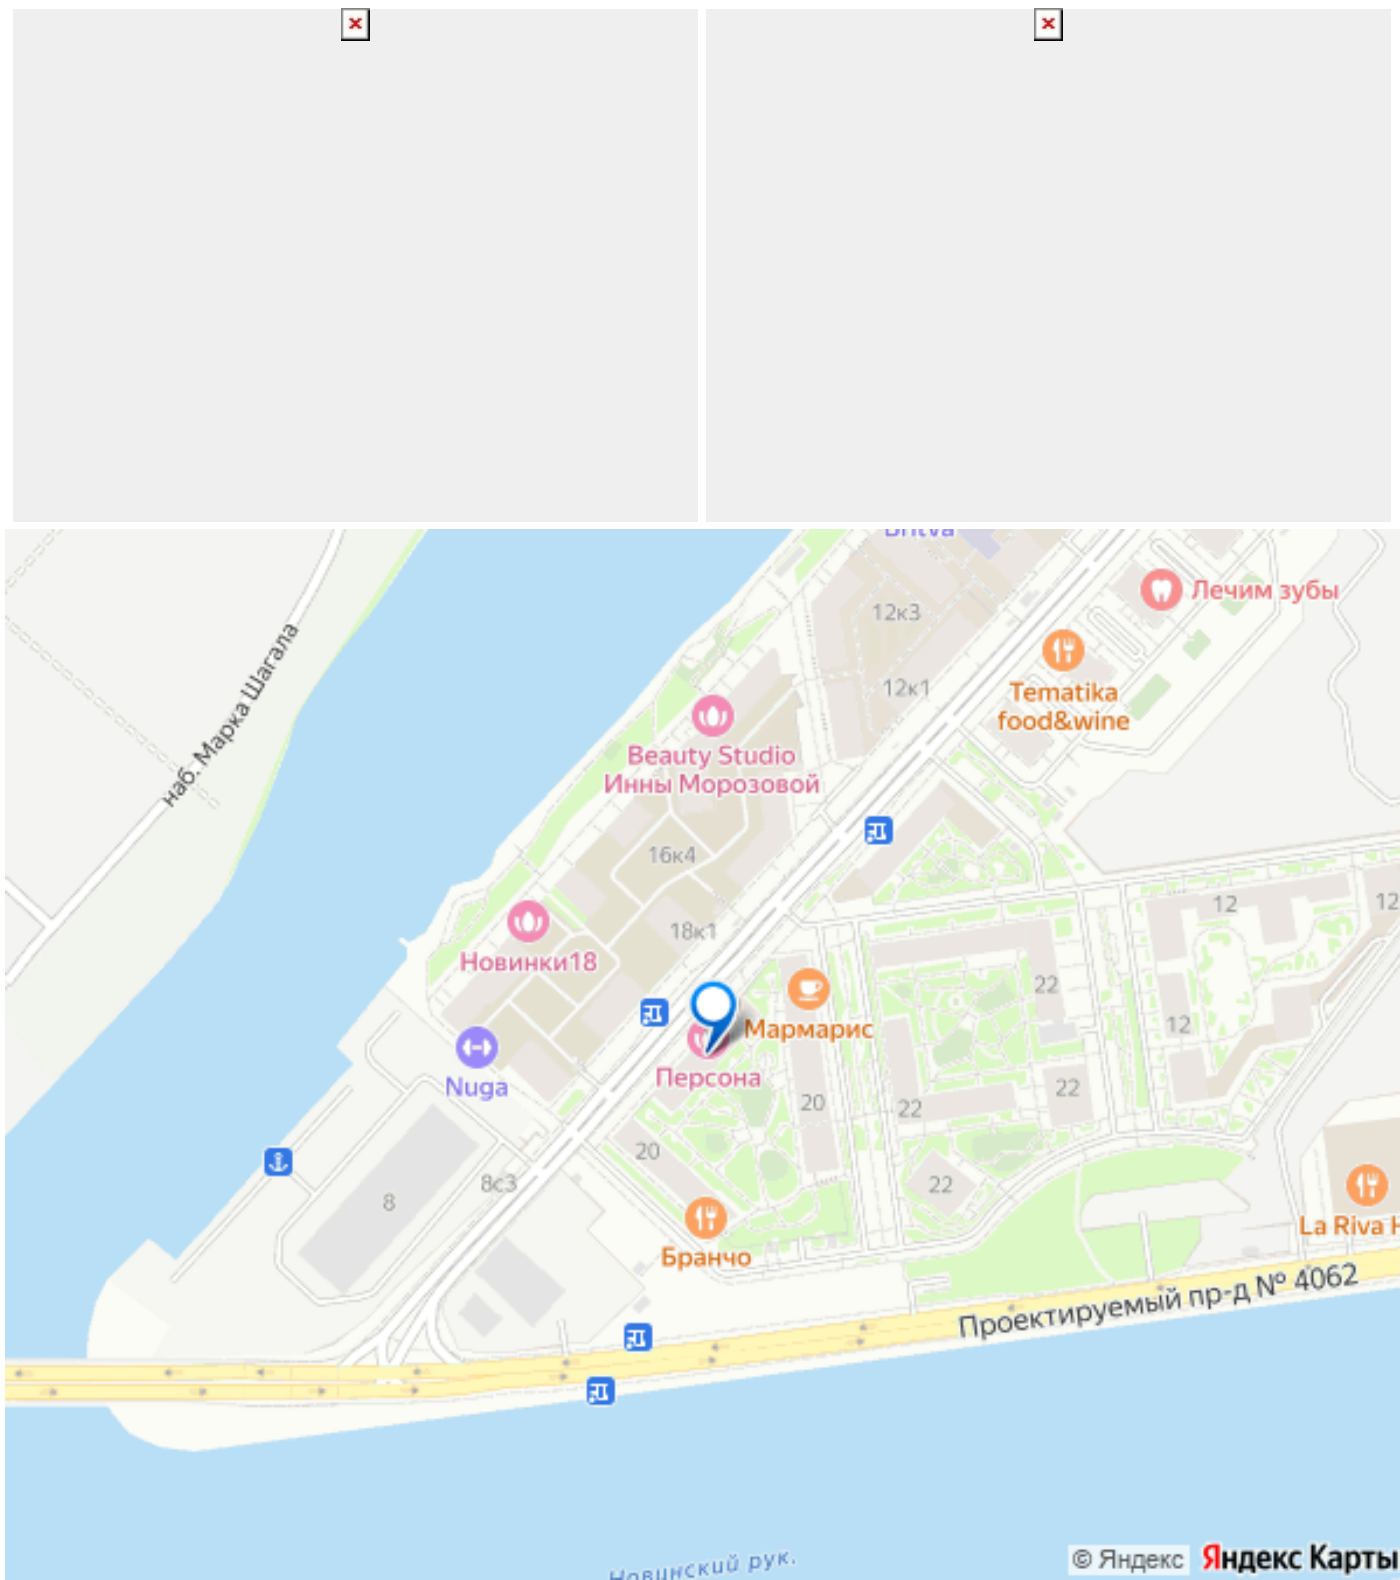 Britva
Лечим зубы
12к3
Tematika
food&wine
12к1
наб. Марка Шагала
Beauty Studio
Инны Морозовой
16к4
12
12
18к1
Новинки18
22
Мармарис
12
Персона
Nuga
20
22
22
20
8с3
8
22
Бранчо
La Riva H
Проектируемый пр-д № 4062
Новинский рук.
© Яндекс Яндекс Карты